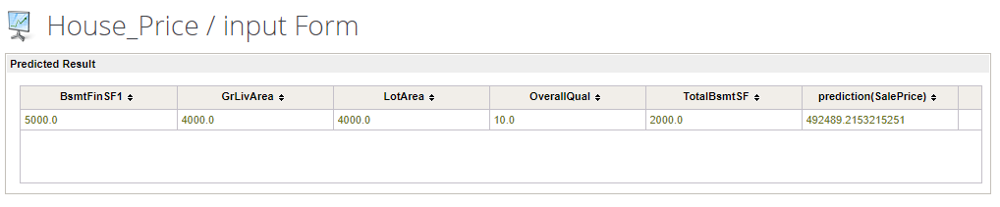 House_Price / input Form
Predicted Result
BsmtFinSF1 GrLivArea LotArea OverallQual TotalBsmtSF prediction(SalePrice)
5000.0 4000.0 4000.0 10.0 2000.0 492489.2153215251